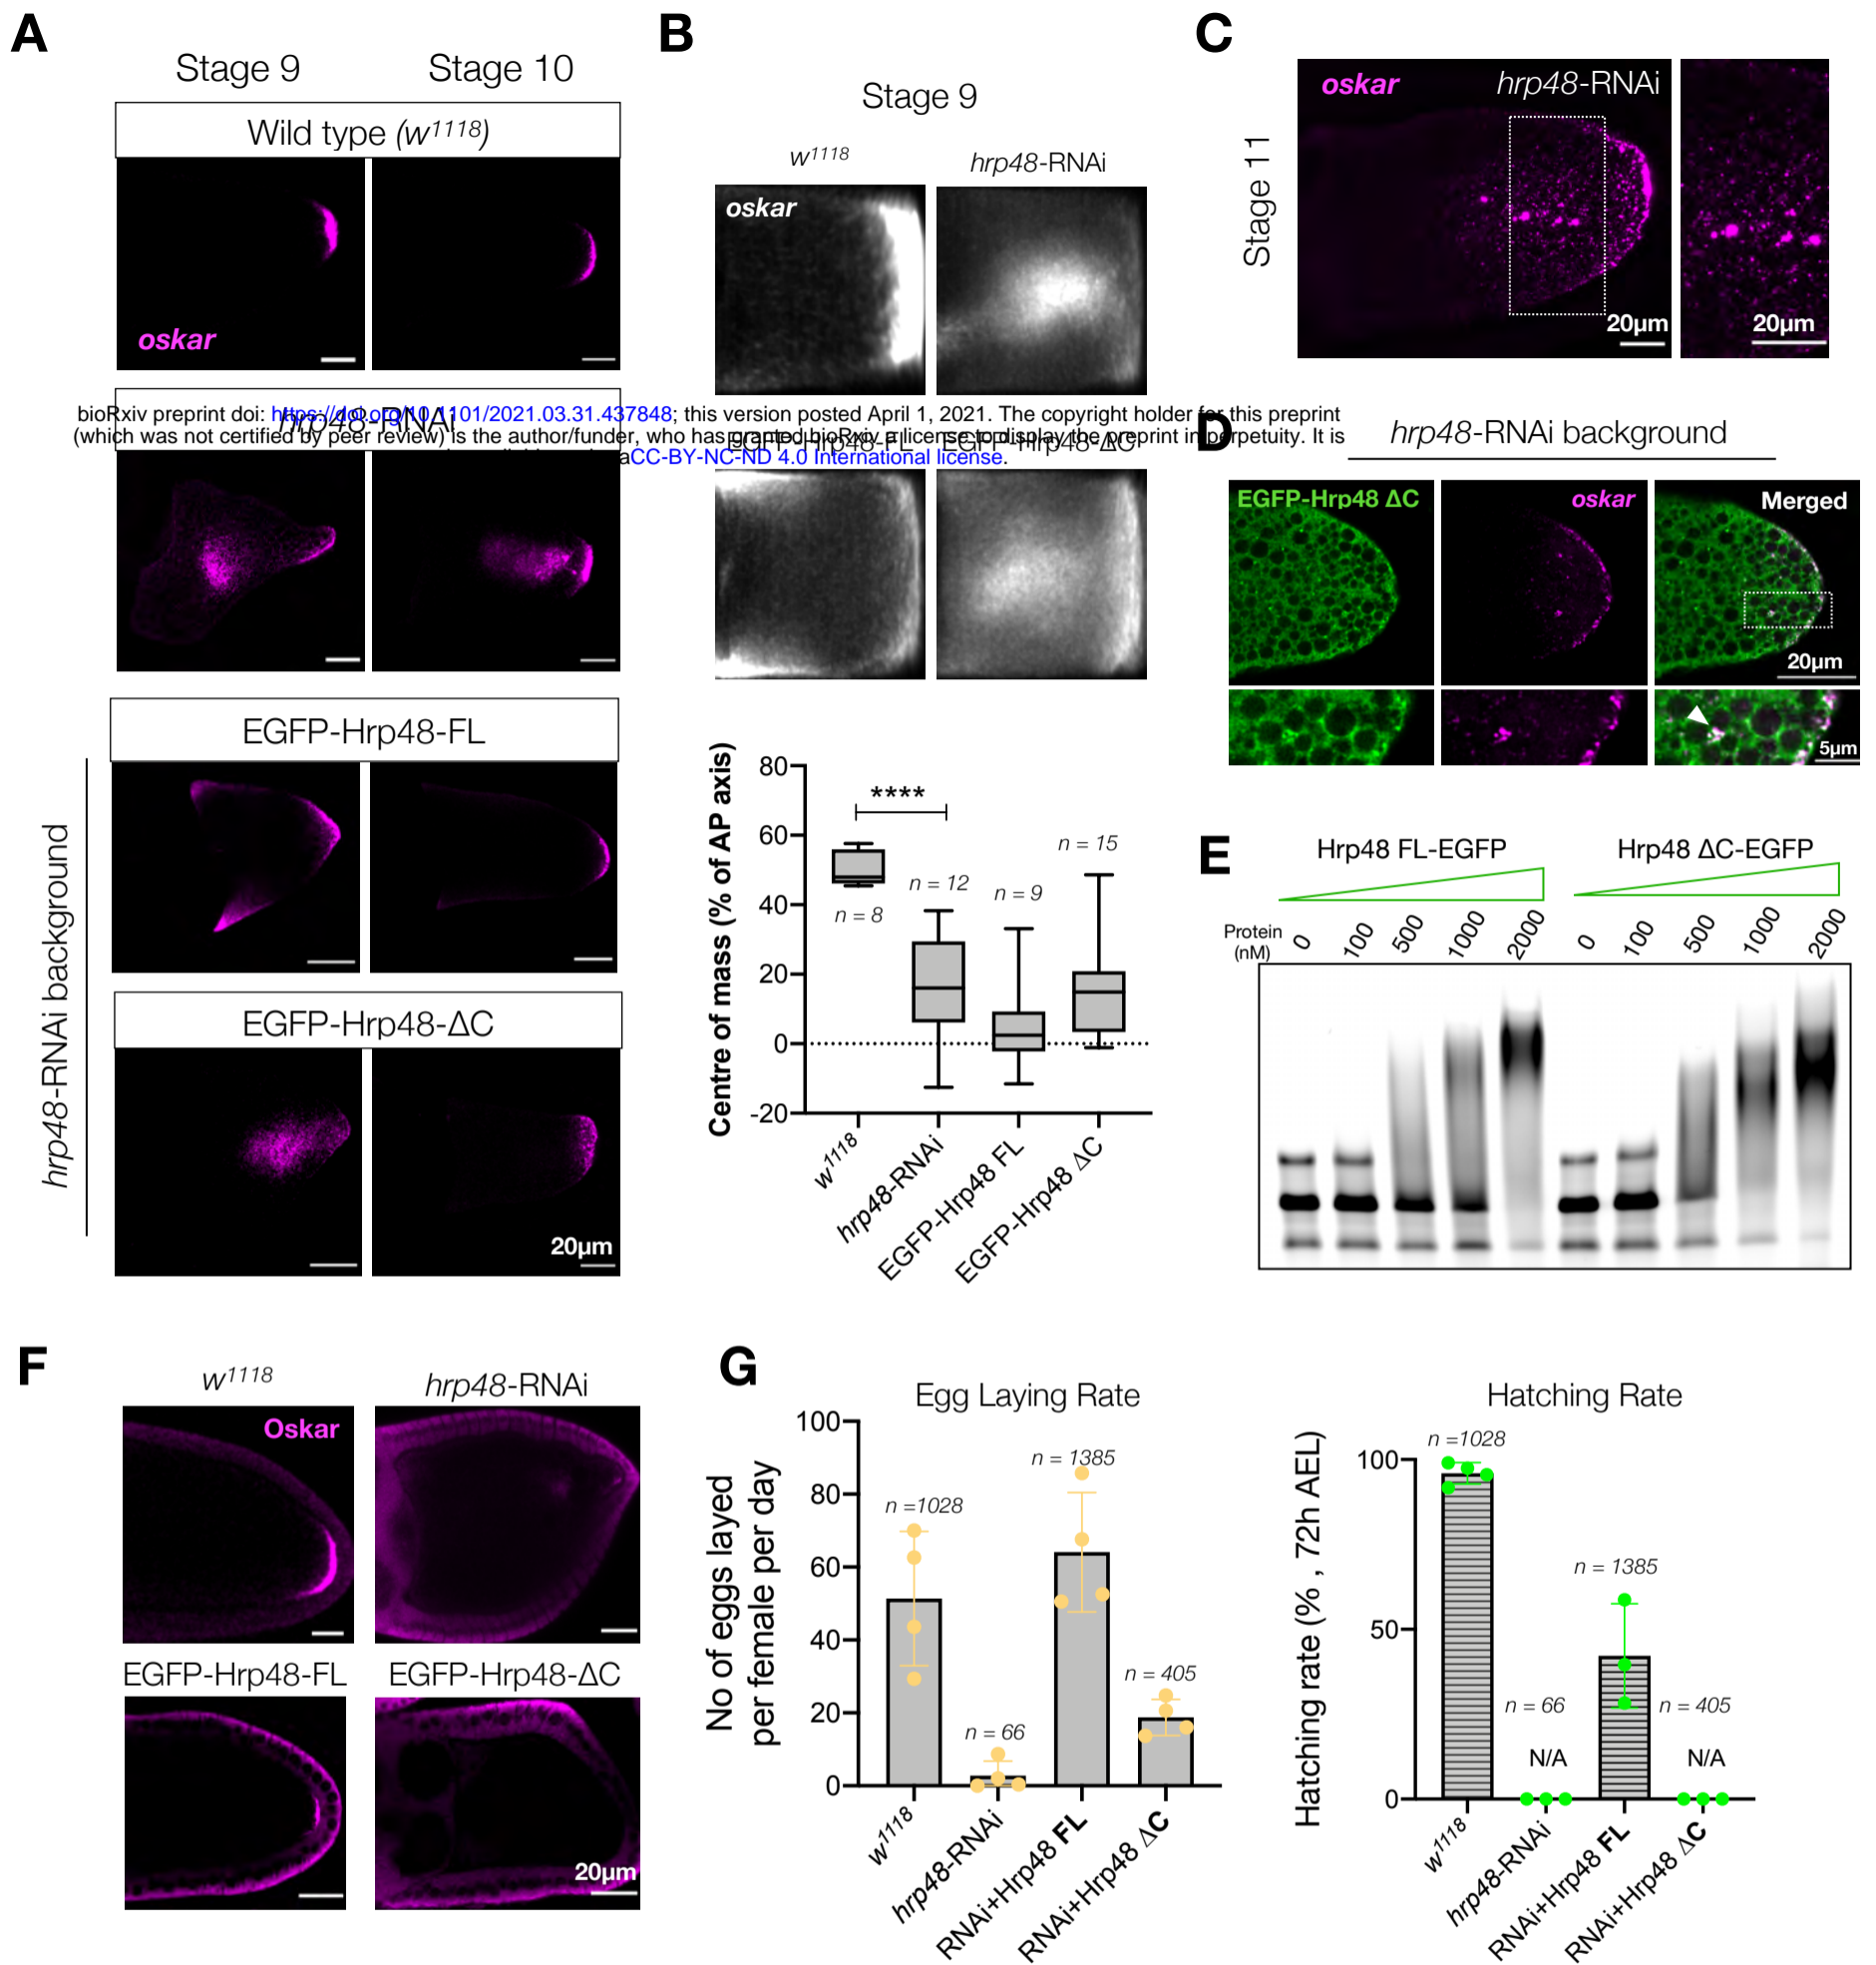 A
Stage 9
Stage 10
Wild type (w1118)
oskar
hrp48-RNAi
EGFP-Hrp48-FL
EGFP-Hrp48-ΔC
hrp48-RNAi background
20µm
B
Stage 9
w1118
hrp48-RNAi
oskar
bioRxiv preprint doi: https://doi.org/10.1101/2021.03.31.437848; this version posted April 1, 2021. The copyright holder for this preprint
(which was not certified by peer review) is the author/funder, who has granted bioRxiv a license to display the preprint in perpetuity. It is
aCC-BY-NC-ND 4.0 International license.
EGFP-Hrp48-FL
EGFP-Hrp48-ΔC
Centre of mass (% of AP axis)
80
60
40
20
0
-20
****
n = 8
n = 12
n = 9
n = 15
w1118
hrp48-RNAi
EGFP-Hrp48 FL
EGFP-Hrp48 ΔC
C
Stage 11
oskar
hrp48-RNAi
20µm
20µm
D
hrp48-RNAi background
EGFP-Hrp48 ΔC
oskar
Merged
20µm
5µm
E
Hrp48 FL-EGFP
Hrp48 ΔC-EGFP
Protein
(nM)
0
100
500
1000
2000
0
100
500
1000
2000
F
w1118
hrp48-RNAi
Oskar
EGFP-Hrp48-FL
EGFP-Hrp48-ΔC
20µm
G
Egg Laying Rate
No of eggs layed
per female per day
100
80
60
40
20
0
n =1028
n = 66
n = 1385
n = 405
w1118
hrp48-RNAi
RNAi+Hrp48 FL
RNAi+Hrp48 ΔC
Hatching Rate
Hatching rate (% , 72h AEL)
100
50
0
n =1028
n = 66
N/A
n = 1385
n = 405
N/A
w1118
hrp48-RNAi
RNAi+Hrp48 FL
RNAi+Hrp48 ΔC